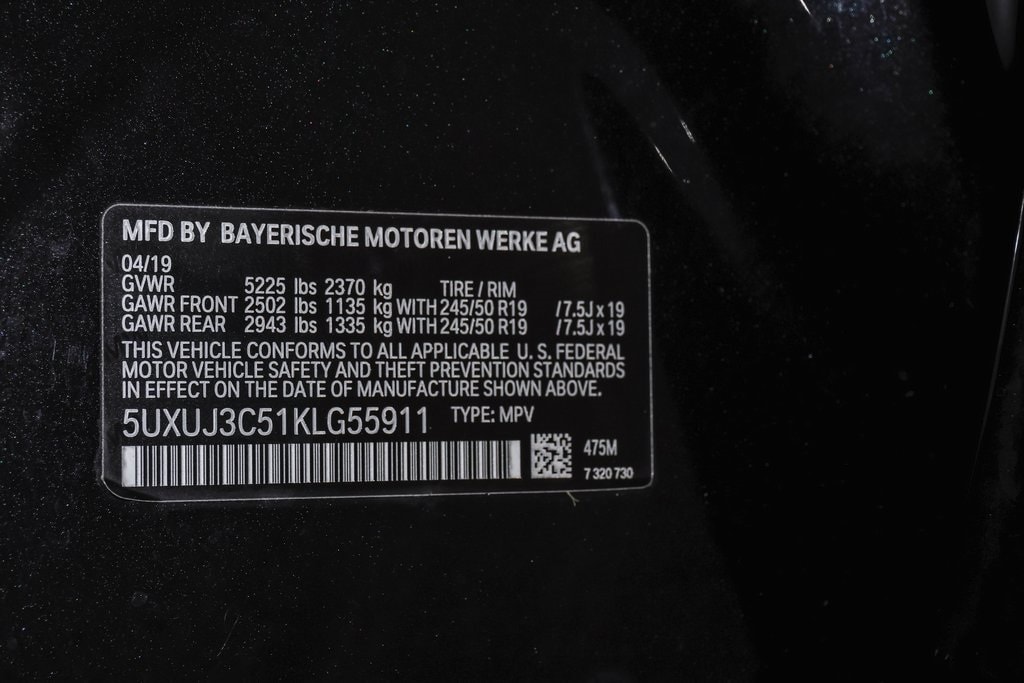 MFD BY BAYERISCHE MOTOREN WERKE AG
04/19
GVWR 5225 lbs 2370 kg TIRE / RIM
GAWR FRONT 2502 lbs 1135 kg WITH 245/50 R19 /7.5J x 19
GAWR REAR 2943 lbs 1335 kg WITH 245/50 R19 /7.5J x 19
THIS VEHICLE CONFORMS TO ALL APPLICABLE U. S. FEDERAL
MOTOR VEHICLE SAFETY AND THEFT PREVENTION STANDARDS
IN EFFECT ON THE DATE OF MANUFACTURE SHOWN ABOVE.
5UXUJ3C51KLG55911 TYPE: MPV
475M
7 320 730